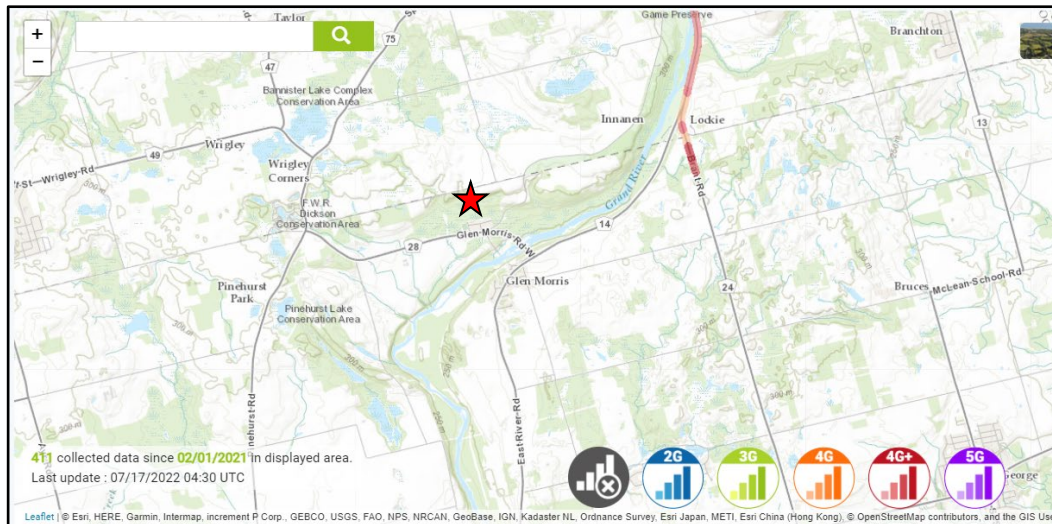 +
−
Taylor
75
Game Preserve
Branchton
47
Bannister Lake Complex
Conservation Area
Innanen
Lockie
13
Wrigley
49
Wrigley
Corners
W-St-Wrigley-Rd
Brant-Rd
F.W.R.
Dickson
Conservation Area
Grand River
14
28
Glen-Morris-Rd-W
Glen Morris
Pinehurst
Park
24
Bruces
McLean-School-Rd
Pinehurst Lake
Conservation Area
300 m
Pinehurst-Rd
East-River-Rd
411 collected data since 02/01/2021 in displayed area.
Last update : 07/17/2022 04:30 UTC
2G
3G
4G
4G+
5G
George
Leaflet | © Esri, HERE, Garmin, Intermap, increment P Corp., GEBCO, USGS, FAO, NPS, NRCAN, GeoBase, IGN, Kadaster NL, Ordnance Survey, Esri Japan, METI, Esri China (Hong Kong), © OpenStreetMap contributors, and the GIS Use